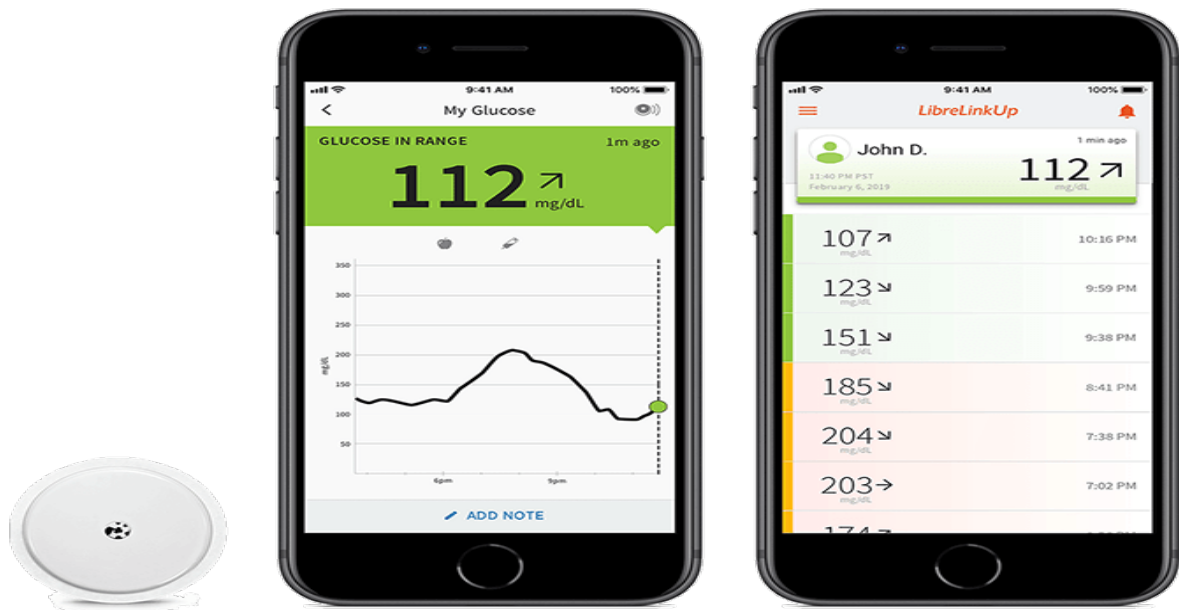 9:41 AM 100%
My Glucose
GLUCOSE IN RANGE 1m ago
112
mg/dL
350
300
250
200
150
100
50
mg/dL
6pm 9pm
ADD NOTE
9:41 AM 100%
LibreLinkUp
John D. 1 min ago
112
11:40 PM PST
February 6, 2019 mg/dL
107 10:16 PM
mg/dL
123 9:59 PM
mg/dL
151 9:38 PM
mg/dL
185 8:41 PM
mg/dL
204 7:38 PM
mg/dL
203 7:02 PM
mg/dL
174